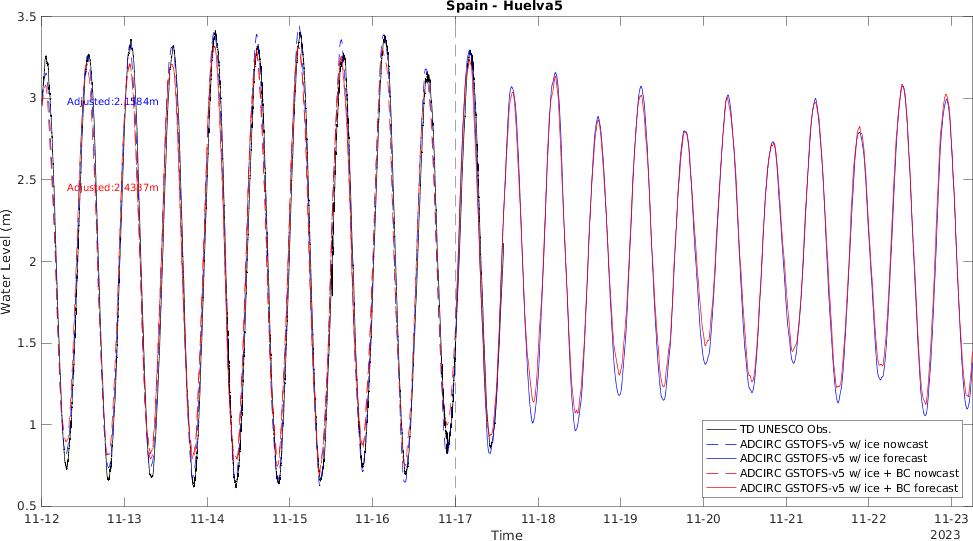 Spain - Huelva5
3.5
3
2.5
2
1.5
1
0.5
Water Level (m)
Adjusted:2.1584m
Adjusted:2.4387m
TD UNESCO Obs.
ADCIRC GSTOFS-v5 w/ ice nowcast
ADCIRC GSTOFS-v5 w/ ice forecast
ADCIRC GSTOFS-v5 w/ ice + BC nowcast
ADCIRC GSTOFS-v5 w/ ice + BC forecast
11-12 11-13 11-14 11-15 11-16 11-17 11-18 11-19 11-20 11-21 11-22 11-23
Time
2023